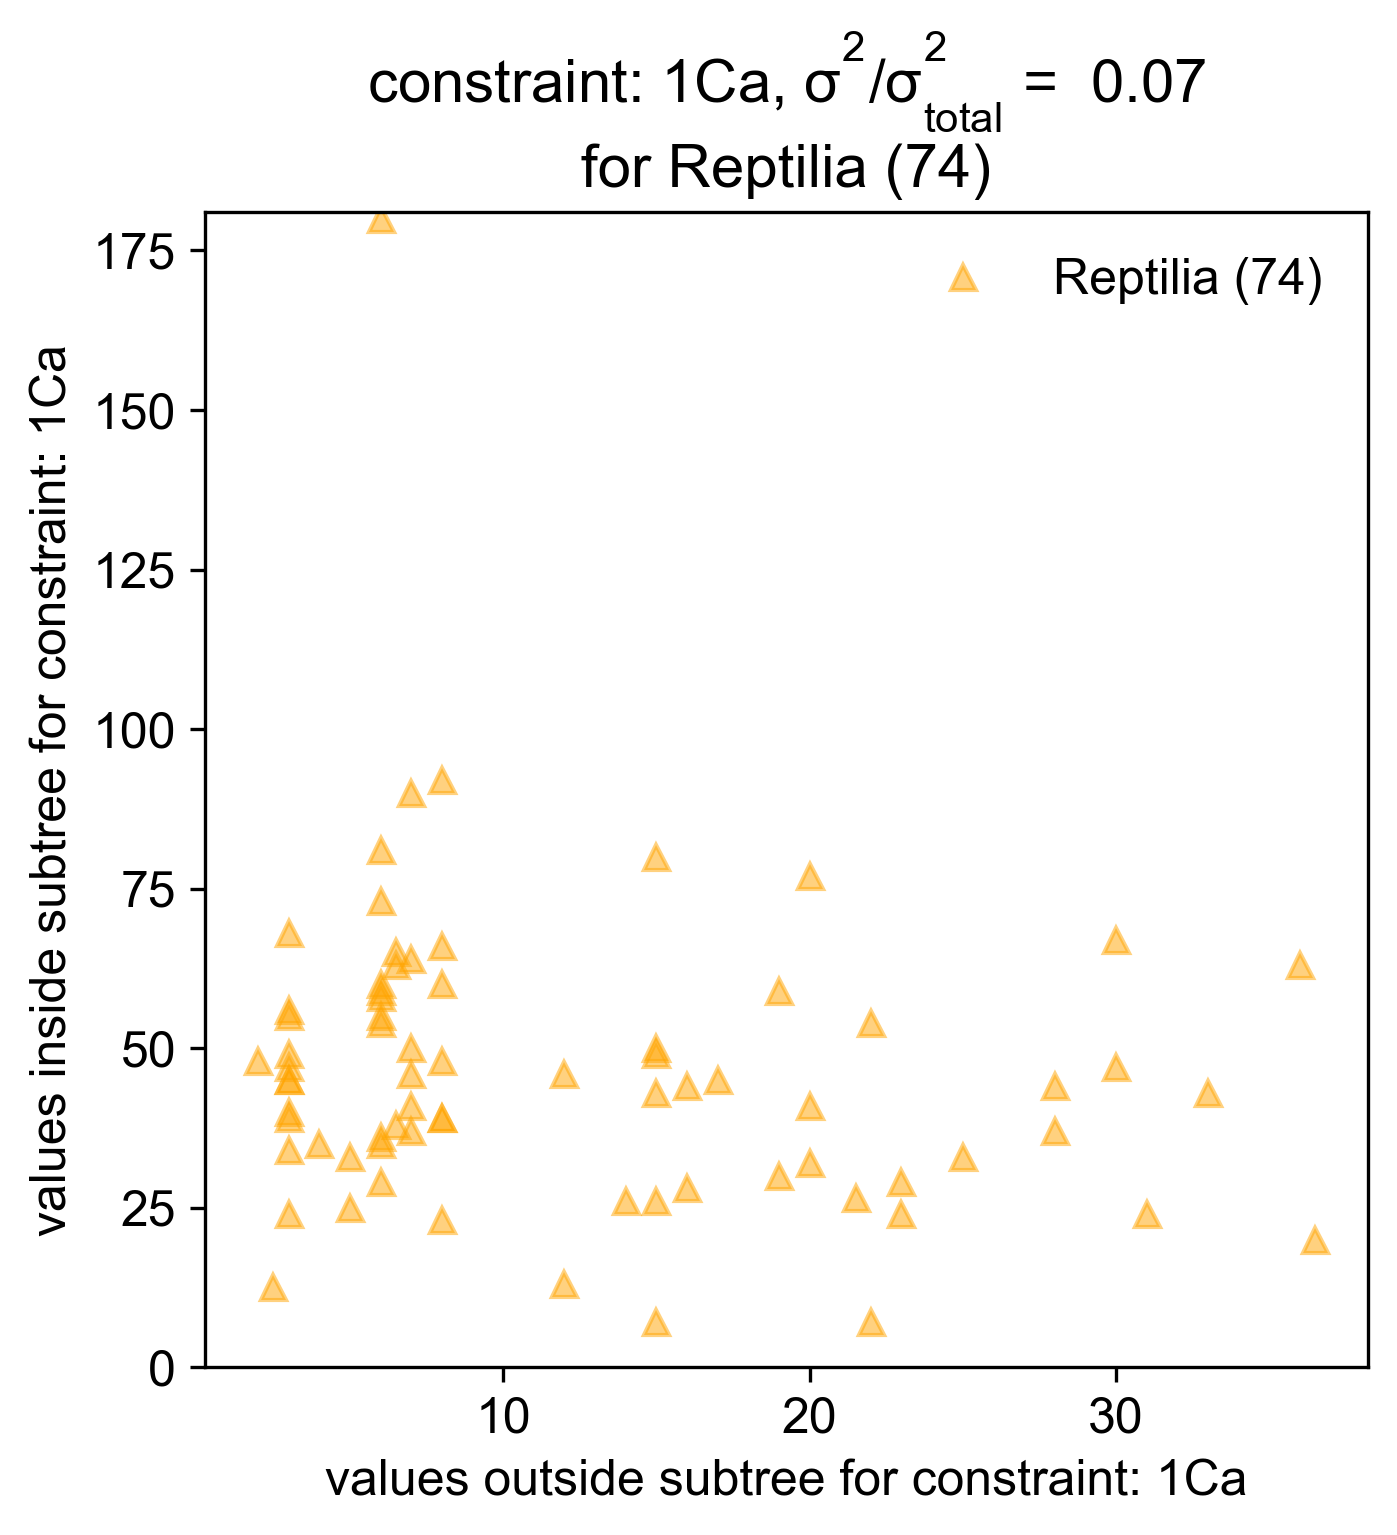 constraint: 1Ca, σ²/σ²total = 0.07
for Reptilia (74)
Reptilia (74)
values inside subtree for constraint: 1Ca
175
150
125
100
75
50
25
0
10 20 30
values outside subtree for constraint: 1Ca